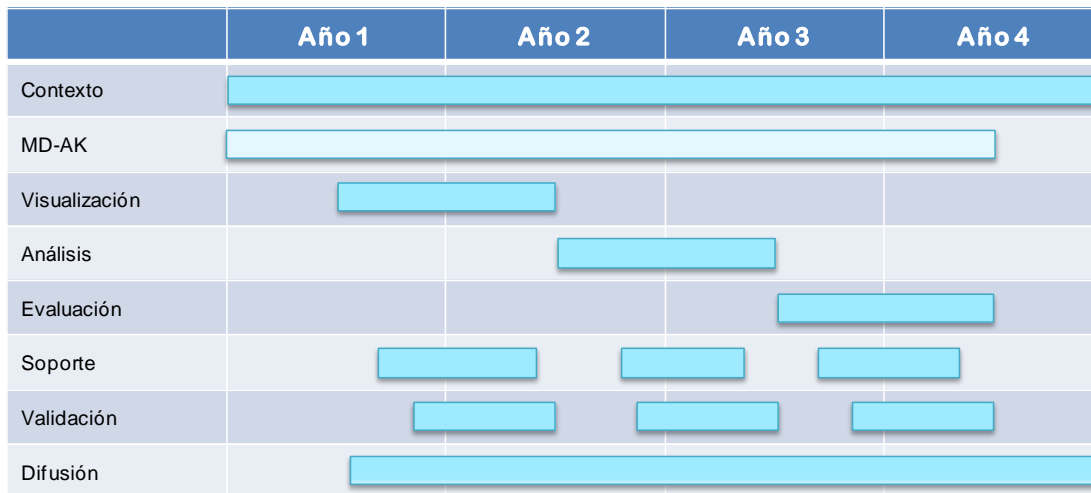 Año 1 Año 2 Año 3 Año 4
Contexto
MD-AK
Visualización
Análisis
Evaluación
Soporte
Validación
Difusión